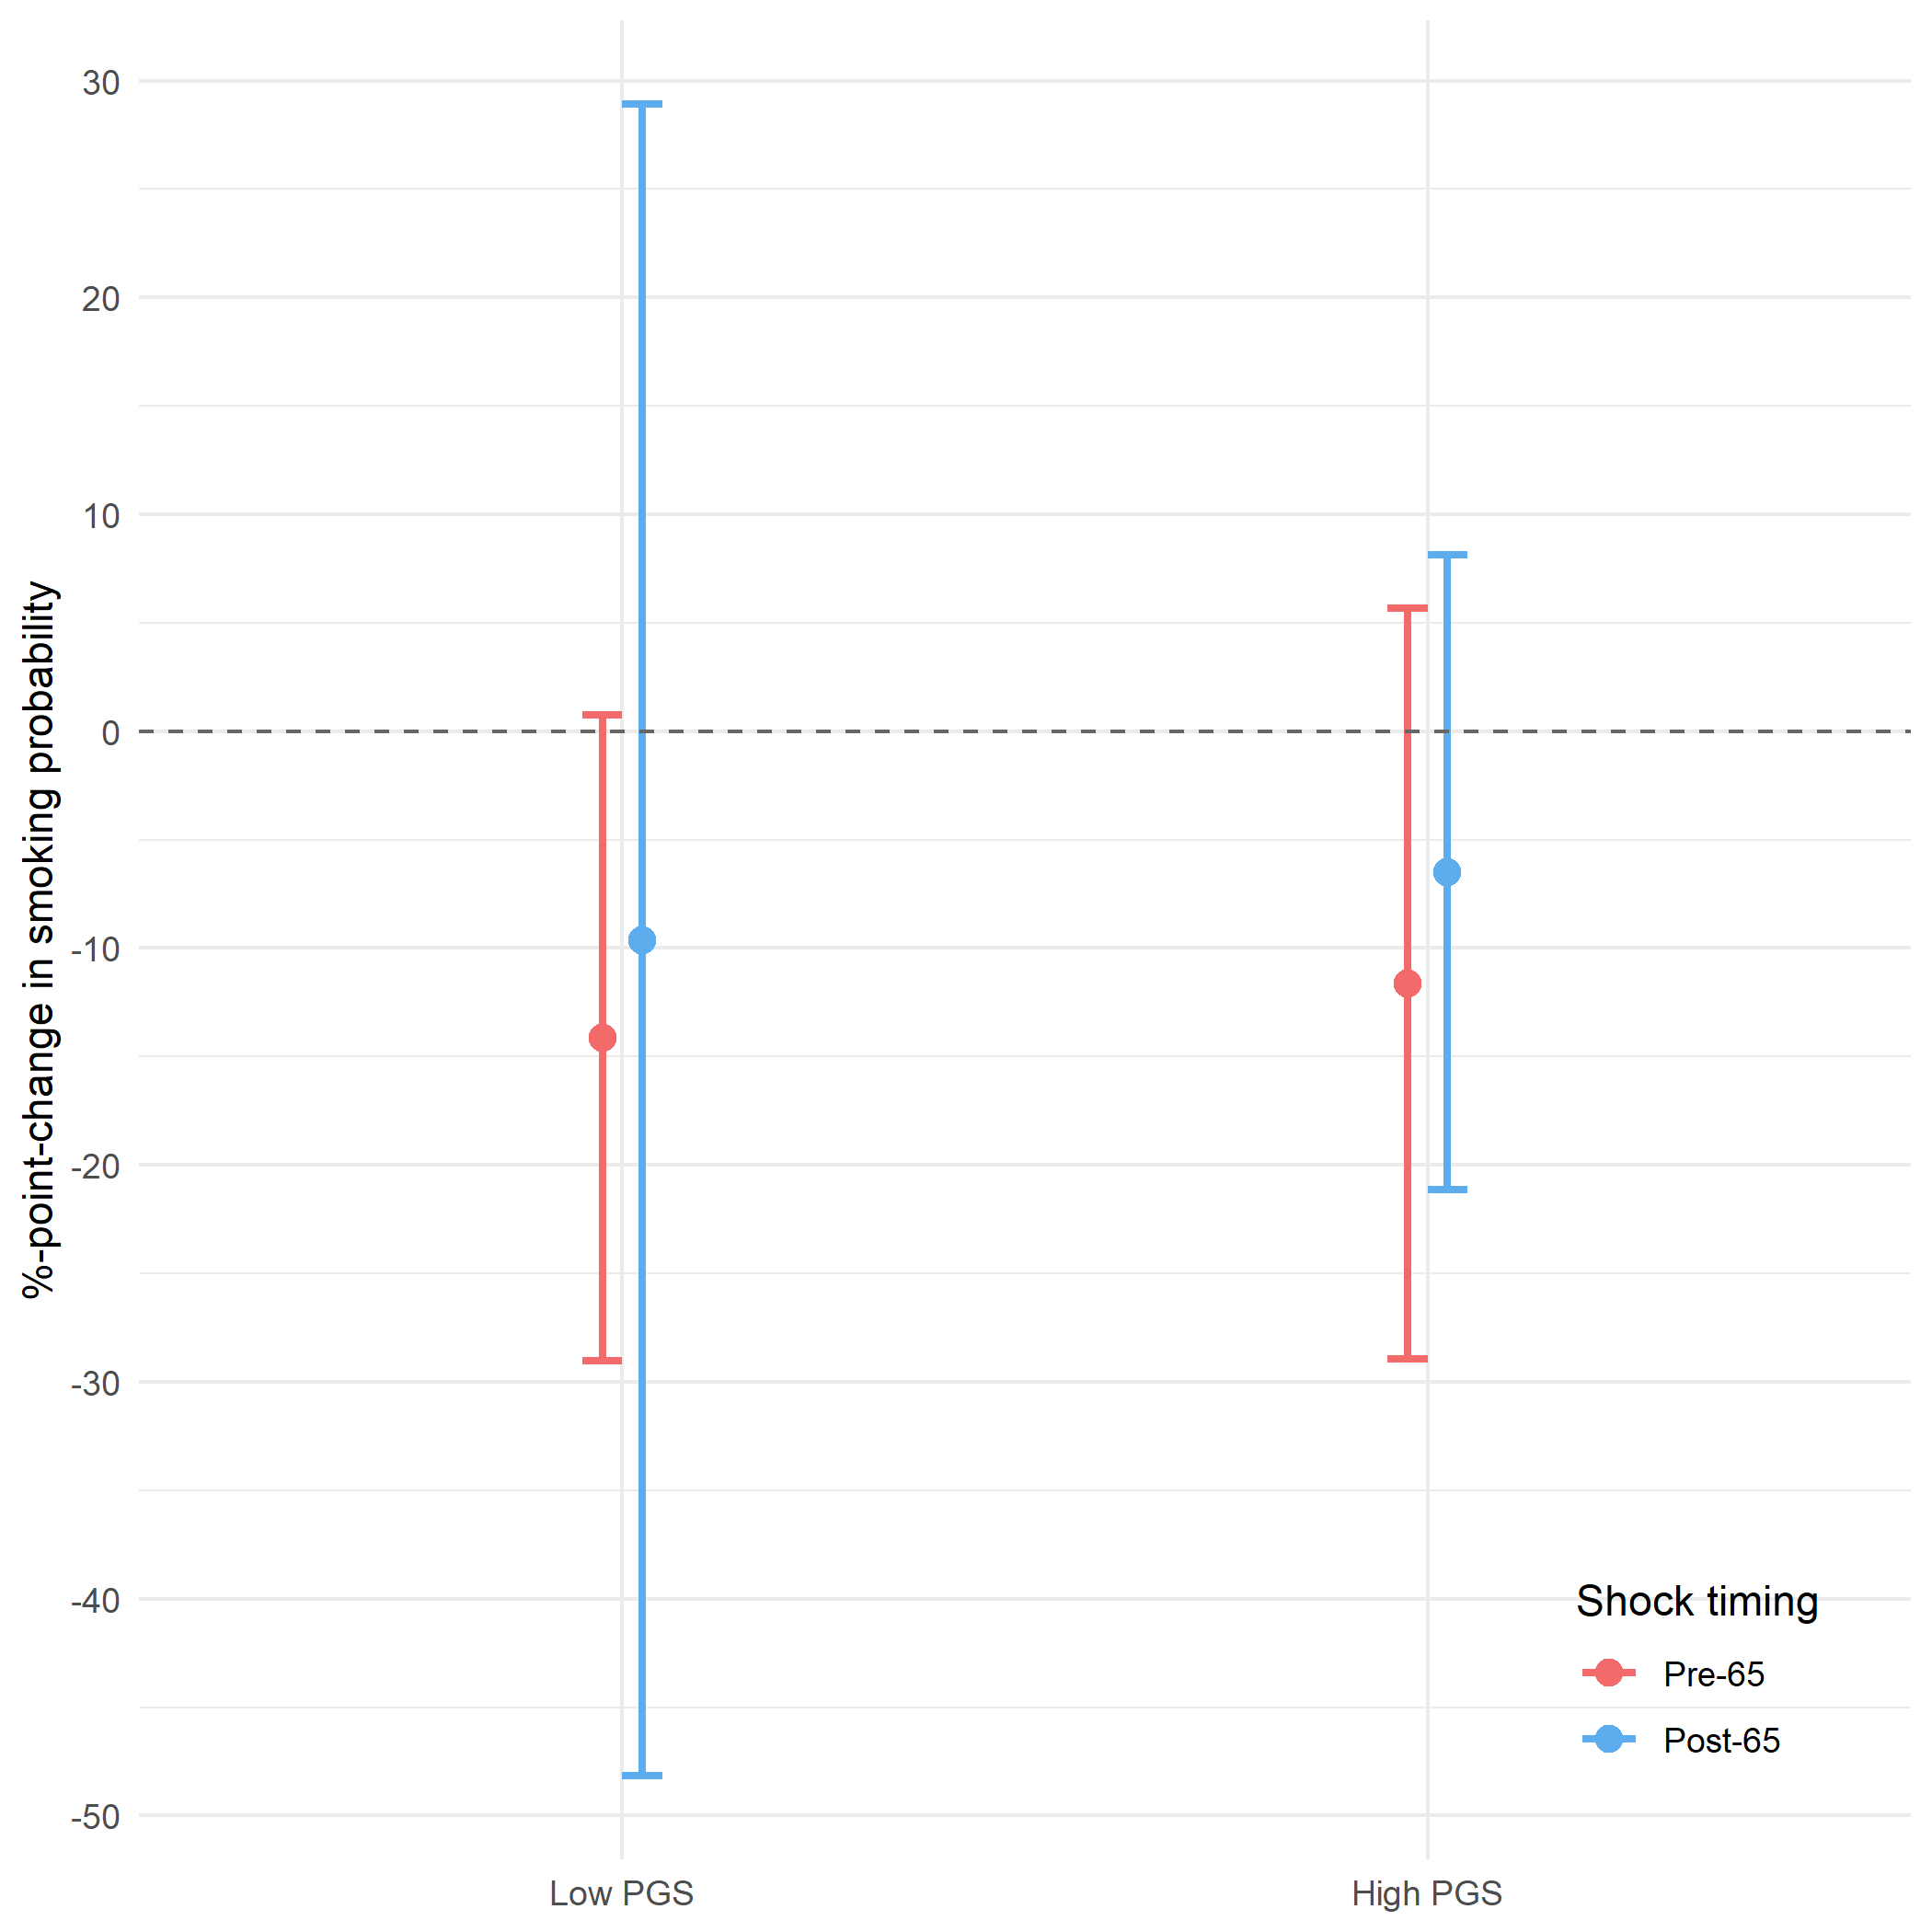 %-point-change in smoking probability
30
20
10
0
-10
-20
-30
-40
-50
Low PGS
High PGS
Shock timing
Pre-65
Post-65